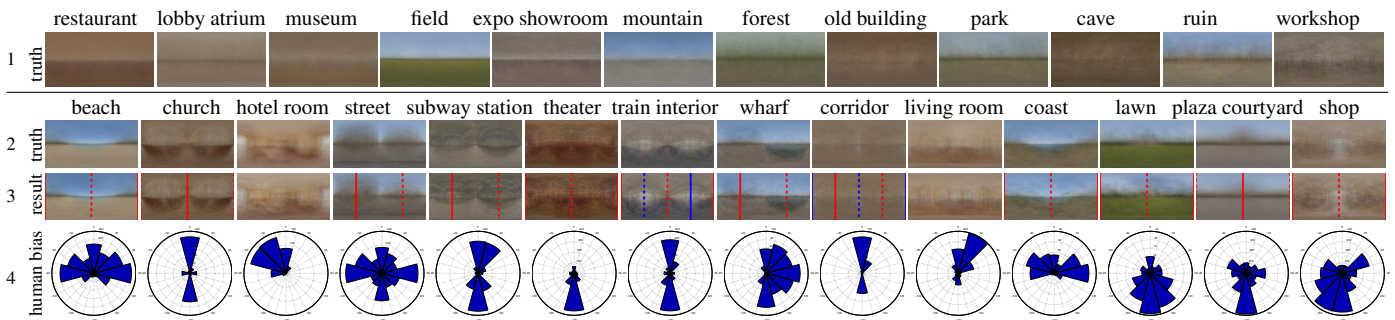 restaurant lobby atrium museum field expo showroom mountain forest old building park cave ruin workshop
1 truth
beach church hotel room street subway station theater train interior wharf corridor living room coast lawn plaza courtyard shop
2 truth
3 result
4 human bias